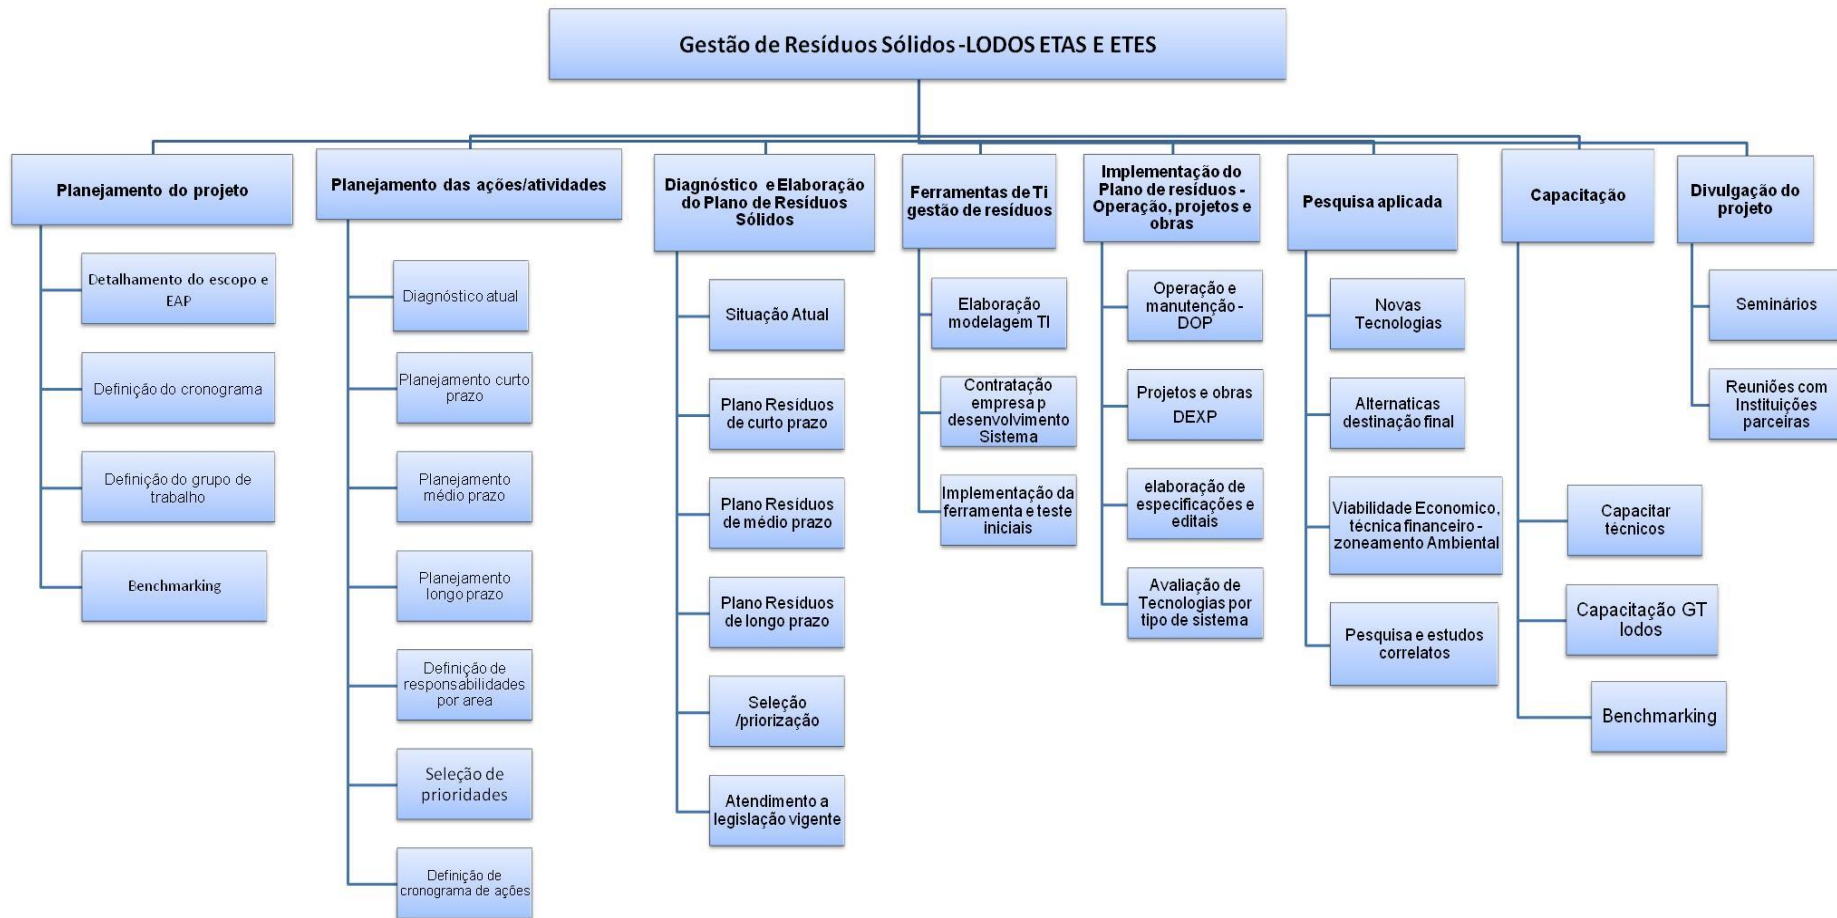 Gestão de Resíduos Sólidos -LODOS ETAS E ETES
Planejamento do projeto
Detalhamento do escopo e
EAP
Definição do cronograma
Definição do grupo de
trabalho
Benchmarking
Planejamento das ações/atividades
Diagnóstico atual
Planejamento curto
prazo
Planejamento
médio prazo
Planejamento
longo prazo
Definição de
responsabilidades
por area
Seleção de
prioridades
Definição de
cronograma de ações
Diagnóstico e Elaboração
do Plano de Resíduos
Sólidos
Situação Atual
Plano Resíduos
de curto prazo
Plano Resíduos
de médio prazo
Plano Resíduos
de longo prazo
Seleção
/priorização
Atendimento a
legislação vigente
Ferramentas de Ti
gestão de resíduos
Elaboração
modelagem TI
Contratação
empresa p
desenvolvimento
Sistema
Implementação da
ferramenta e teste
iniciais
Implementação do
Plano de resíduos -
Operação, projetos e
obras
Operação e
manutenção -
DOP
Projetos e obras
DEXP
elaboração de
especificações e
editais
Avaliação de
Tecnologias por
tipo de sistema
Pesquisa aplicada
Novas
Tecnologias
Alternaticas
destinação final
Viabilidade Economico,
técnica financeiro -
zoneamento Ambiental
Pesquisa e estudos
correlatos
Capacitação
Capacitar
técnicos
Capacitação GT
lodos
Benchmarking
Divulgação do
projeto
Seminários
Reuniões com
Instituições
parceiras